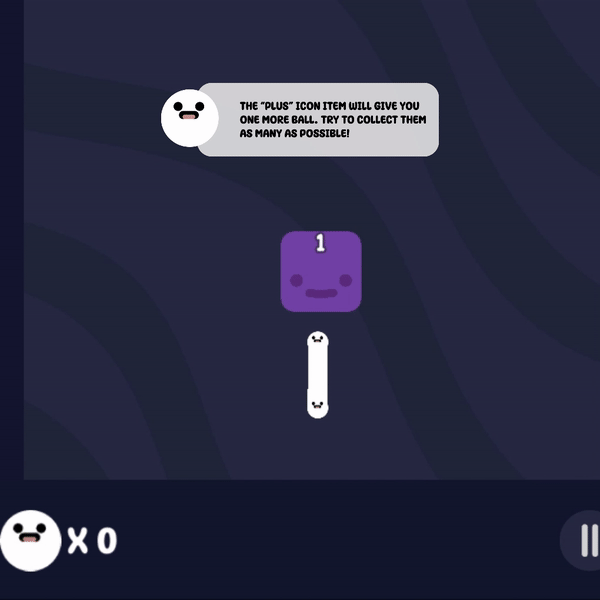 THE "PLUS" ICON ITEM WILL GIVE YOU
ONE MORE BALL. TRY TO COLLECT THEM
AS MANY AS POSSIBLE!
1
X 0